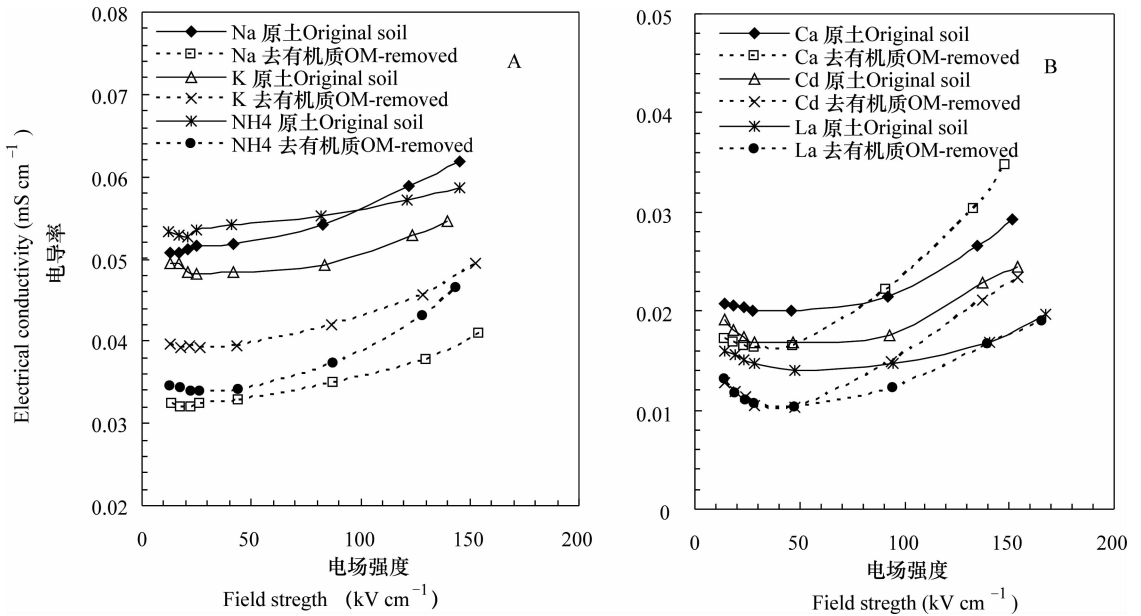 Na 原土Original soil
Na 去有机质OM-removed
K 原土Original soil
K 去有机质OM-removed
NH4 原土Original soil
NH4 去有机质OM-removed
A
0.08
0.07
0.06
0.05
0.04
0.03
0.02
0
50
100
150
200
Electrical conductivity (mS cm⁻¹)
电导率
电场强度
Field stregth (kV cm⁻¹)
Ca 原土Original soil
Ca 去有机质OM-removed
Cd 原土Original soil
Cd 去有机质OM-removed
La 原土Original soil
La 去有机质OM-removed
B
0.05
0.04
0.03
0.02
0.01
0
0
50
100
150
200
电场强度
Field stregth (kV cm⁻¹)